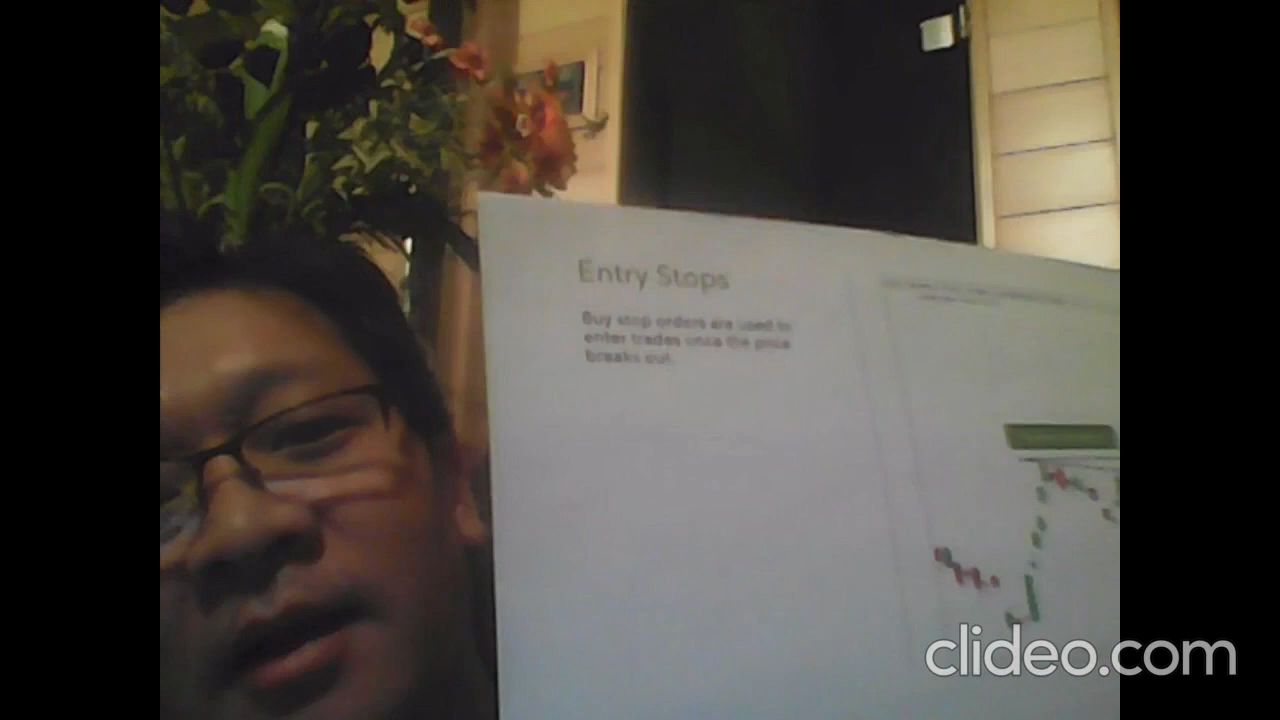 Entry Stops
Buy stop orders are used to
enter trades once the price
breaks out.
clideo.com